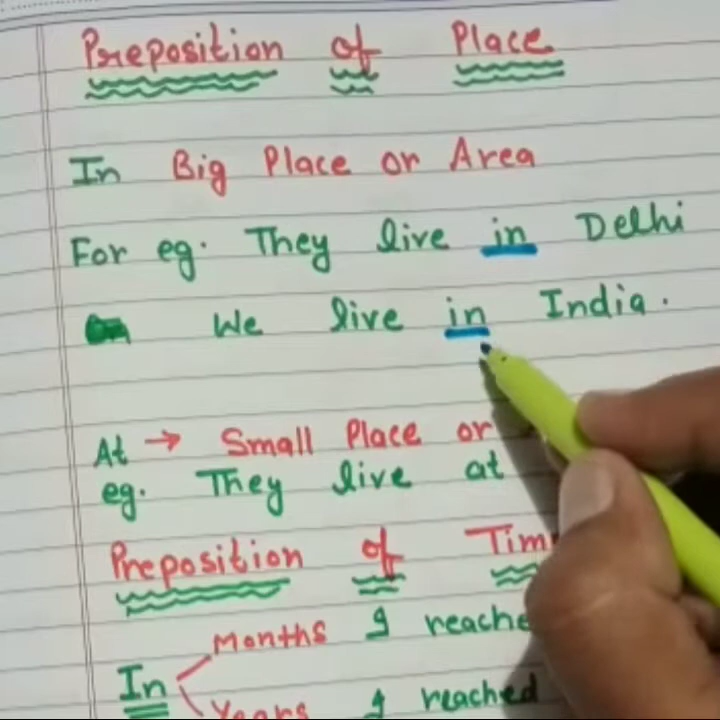 Preposition of Place
In Big Place or Area
For eg. They live in Delhi
We live in India.
At → Small Place or
eg. They live at
Preposition of
Months I
In
Years I reached